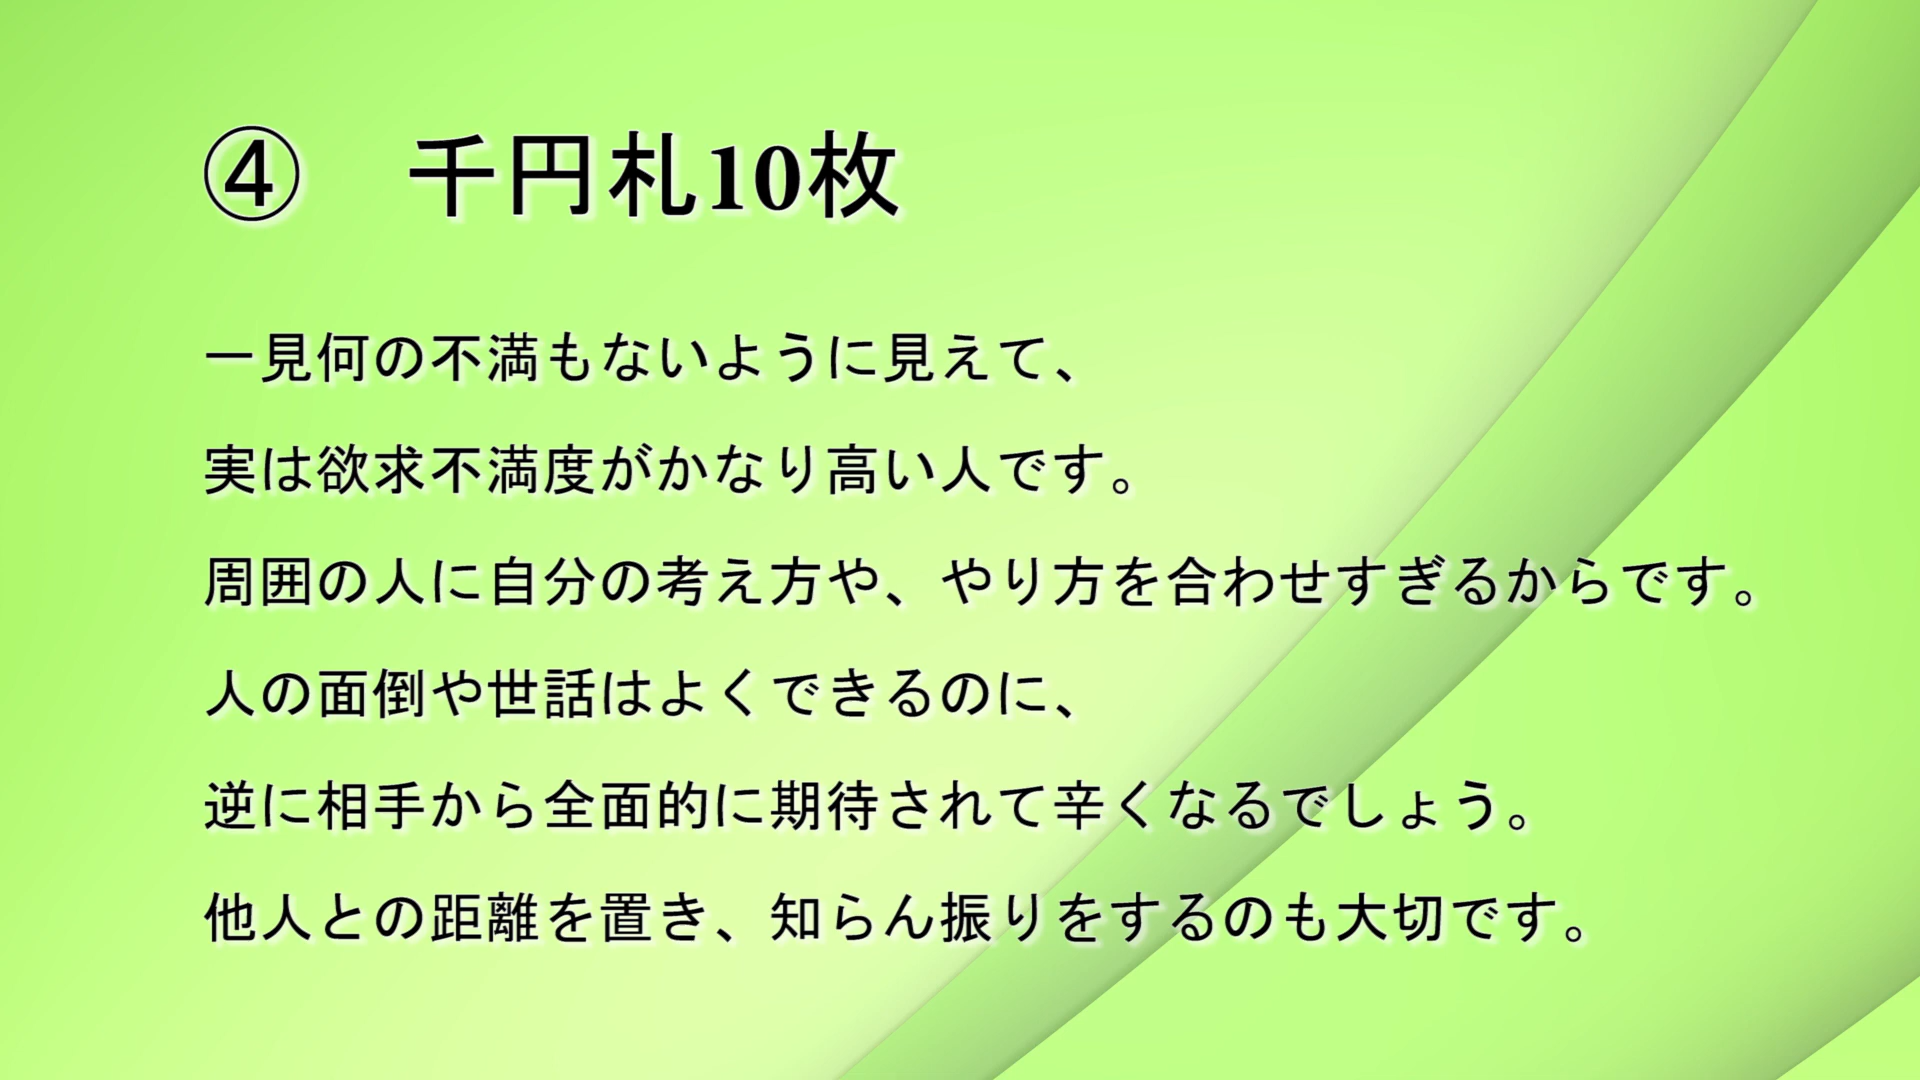 ④　千円札10枚
一見何の不満もないように見えて、
実は欲求不満度がかなり高い人です。
周囲の人に自分の考え方や、やり方を合わせすぎるからです。
人の面倒や世話はよくできるのに、
逆に相手から全面的に期待されて辛くなるでしょう。
他人との距離を置き、知らん振りをするのも大切です。